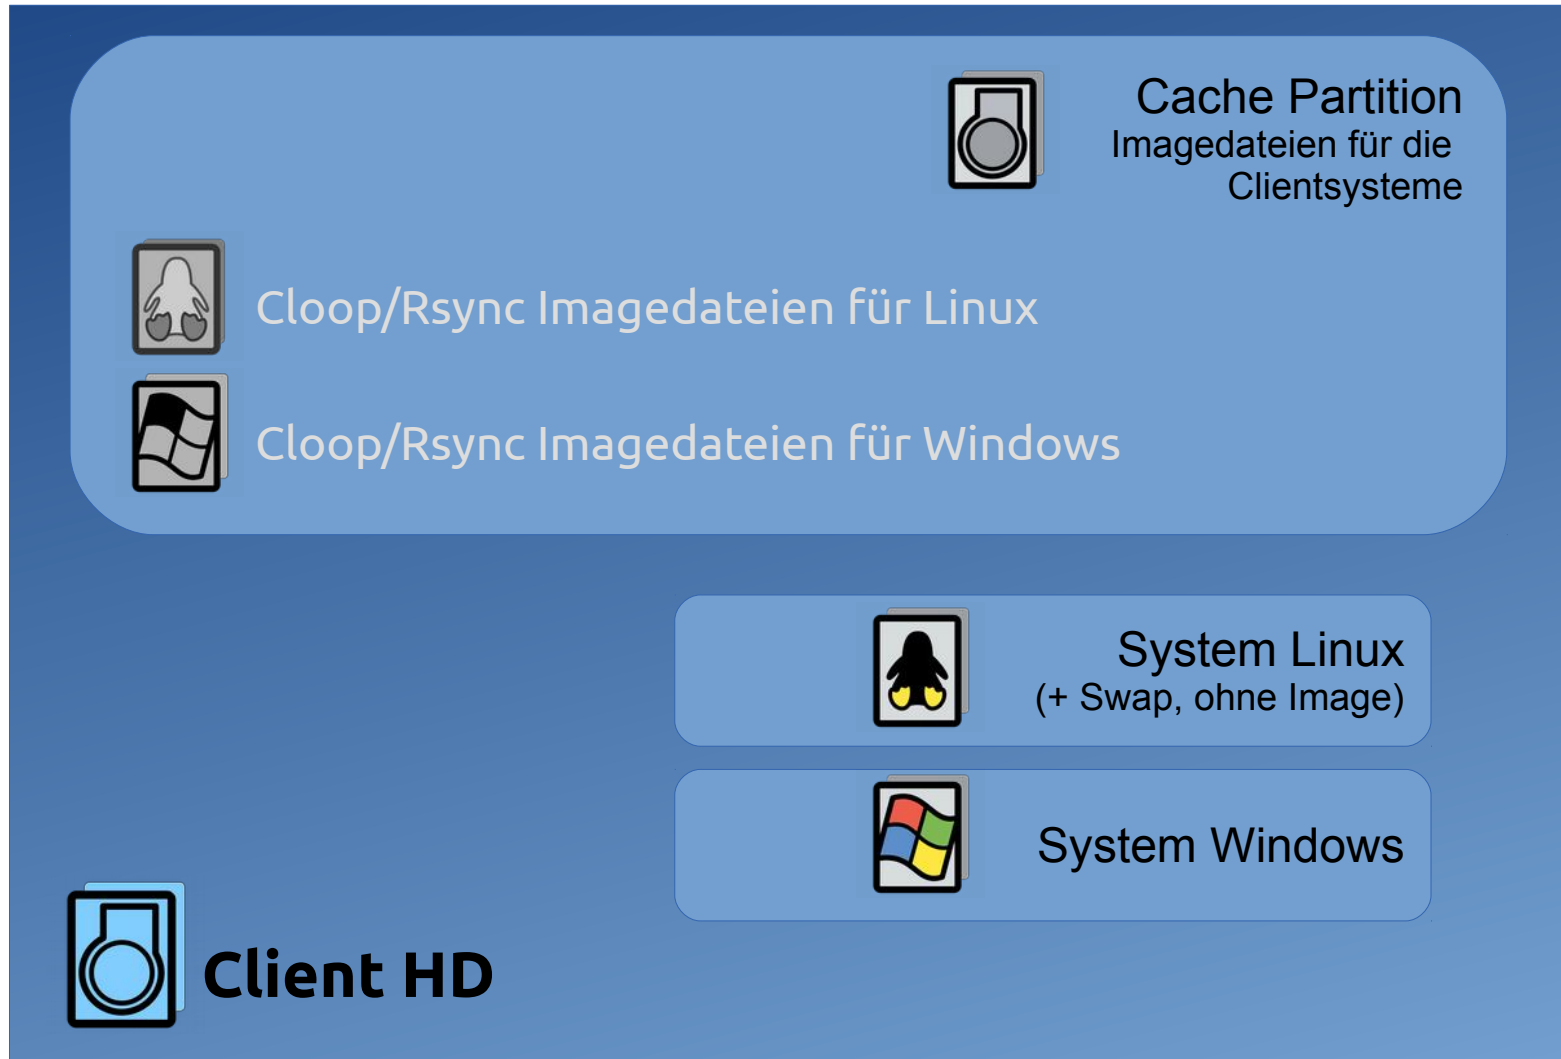 Cache Partition
Imagedateien für die
Clientsysteme
Cloop/Rsync Imagedateien für Linux
Cloop/Rsync Imagedateien für Windows
System Linux
(+ Swap, ohne Image)
System Windows
Client HD